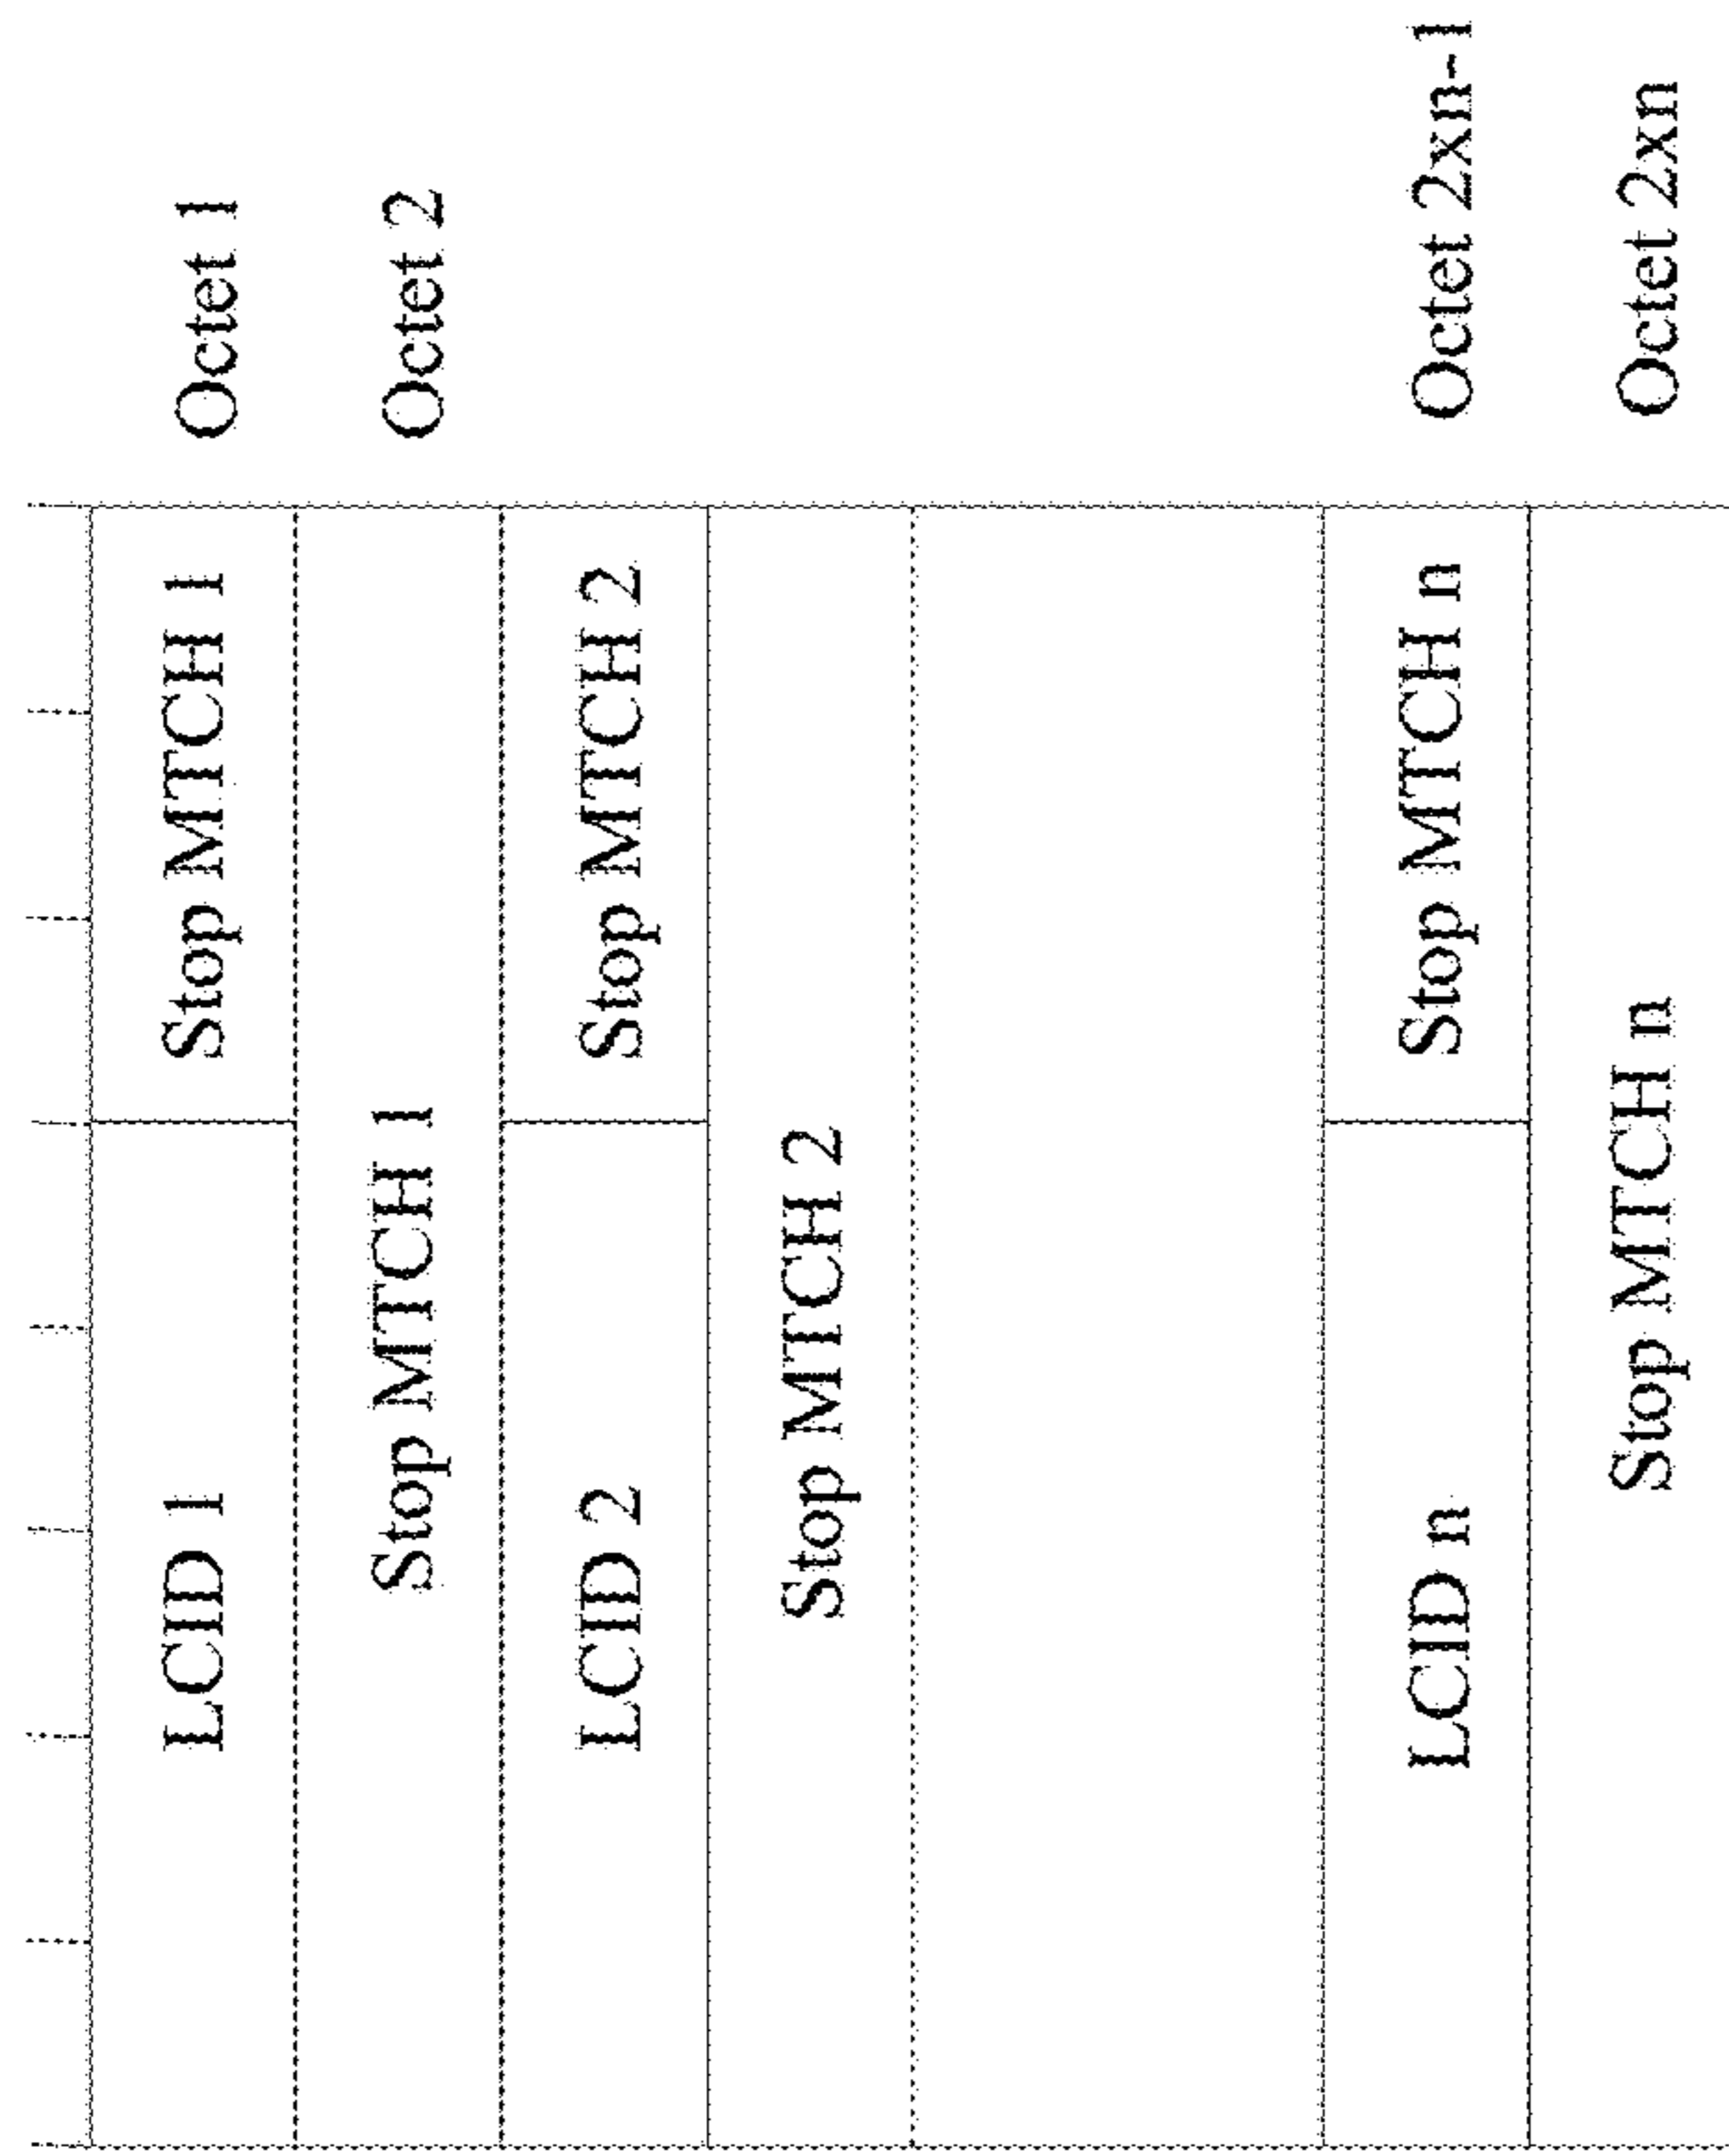 LCID 1 Stop MTCH 1 Octet 1
Stop MTCH 1 Octet 2
LCID 2 Stop MTCH 2
Stop MTCH 2
LCID n Stop MTCH n Octet 2xn-1
Stop MTCH n Octet 2xn